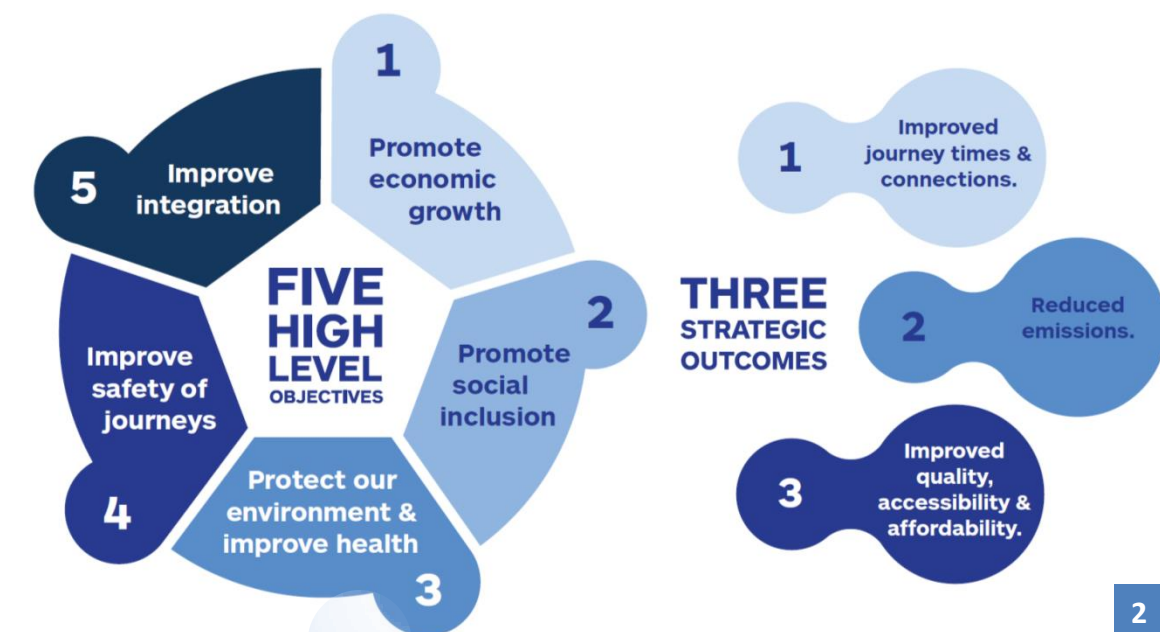 FIVE
HIGH
LEVEL
OBJECTIVES
1
Promote
economic
growth
2
Promote
social
inclusion
3
Protect our
environment &
improve health
4
Improve
safety of
journeys
5
Improve
integration
THREE
STRATEGIC
OUTCOMES
1
Improved
journey times &
connections.
2
Reduced
emissions.
3
Improved
quality,
accessibility &
affordability.
2